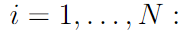 i = 1, . . . , N :